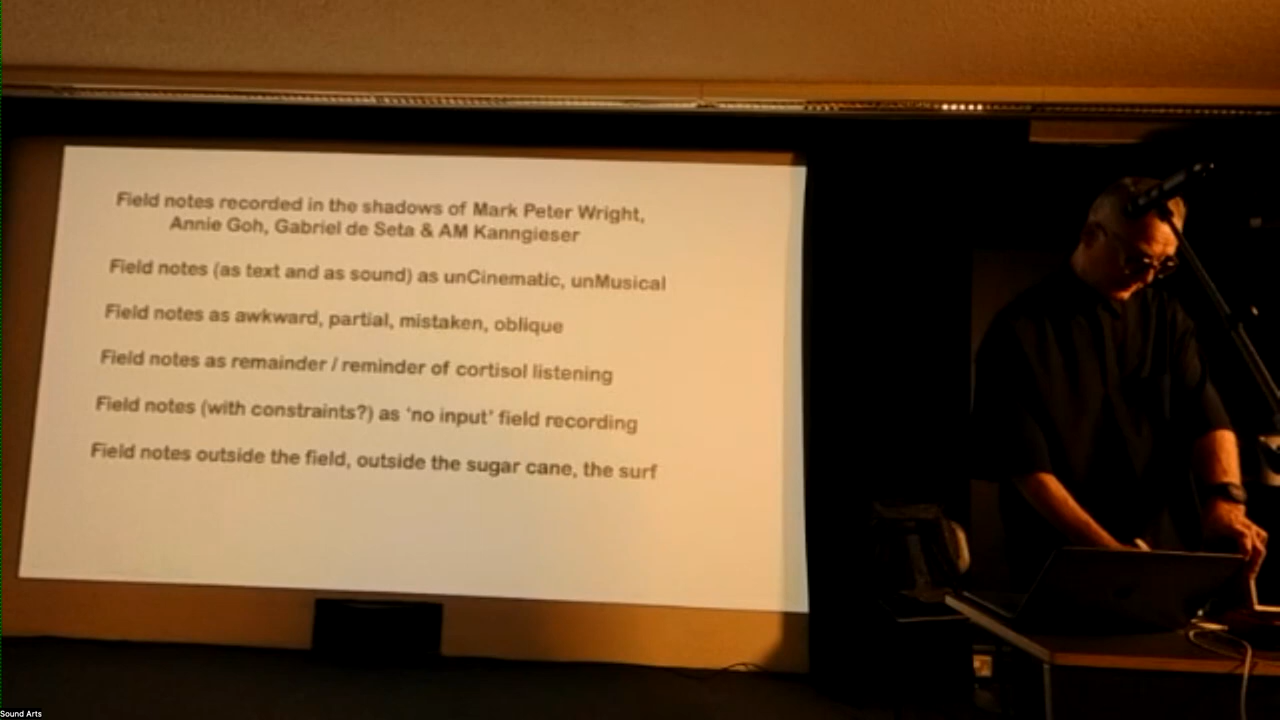 Field notes recorded in the shadows of Mark Peter Wright,
Annie Goh, Gabriel de Seta & AM Kanngieser
Field notes (as text and as sound) as unCinematic, unMusical
Field notes as awkward, partial, mistaken, oblique
Field notes as remainder / reminder of cortisol listening
Field notes (with constraints?) as ‘no input’ field recording
Field notes outside the field, outside the sugar cane, the surf
Sound Arts